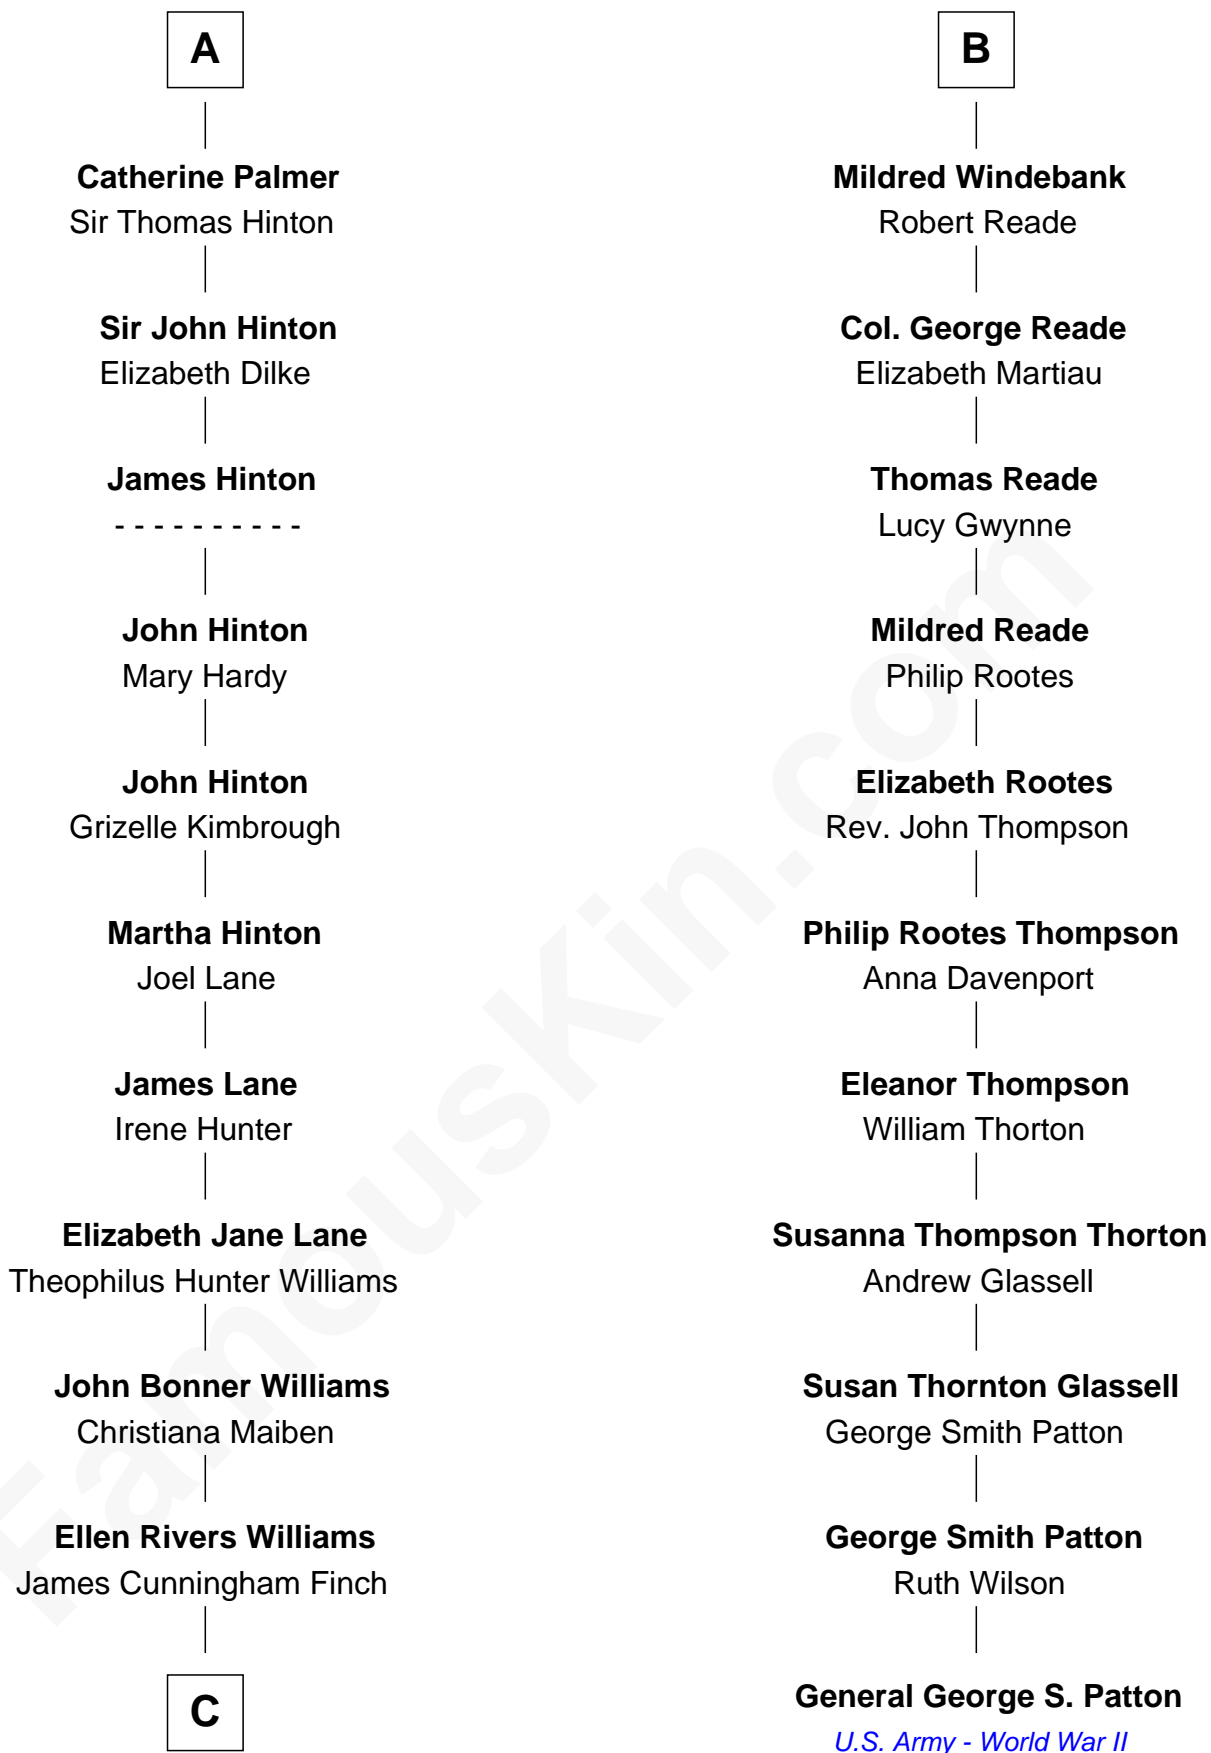 A
Catherine Palmer
Sir Thomas Hinton
Sir John Hinton
Elizabeth Dilke
James Hinton
- - - - - - - - - -
John Hinton
Mary Hardy
John Hinton
Grizelle Kimbrough
Martha Hinton
Joel Lane
James Lane
Irene Hunter
Elizabeth Jane Lane
Theophilus Hunter Williams
John Bonner Williams
Christiana Maiben
Ellen Rivers Williams
James Cunningham Finch
C
B
Mildred Windebank
Robert Reade
Col. George Reade
Elizabeth Martiau
Thomas Reade
Lucy Gwynne
Mildred Reade
Philip Rootes
Elizabeth Rootes
Rev. John Thompson
Philip Rootes Thompson
Anna Davenport
Eleanor Thompson
William Thorton
Susanna Thompson Thorton
Andrew Glassell
Susan Thornton Glassell
George Smith Patton
George Smith Patton
Ruth Wilson
General George S. Patton
U.S. Army - World War II
FamousKin.com